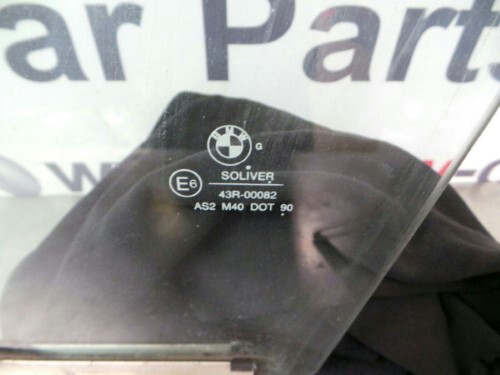 ar Parts
w
BMW G
SOLIVER
E6
43R-00082
AS2 M40 DOT 90